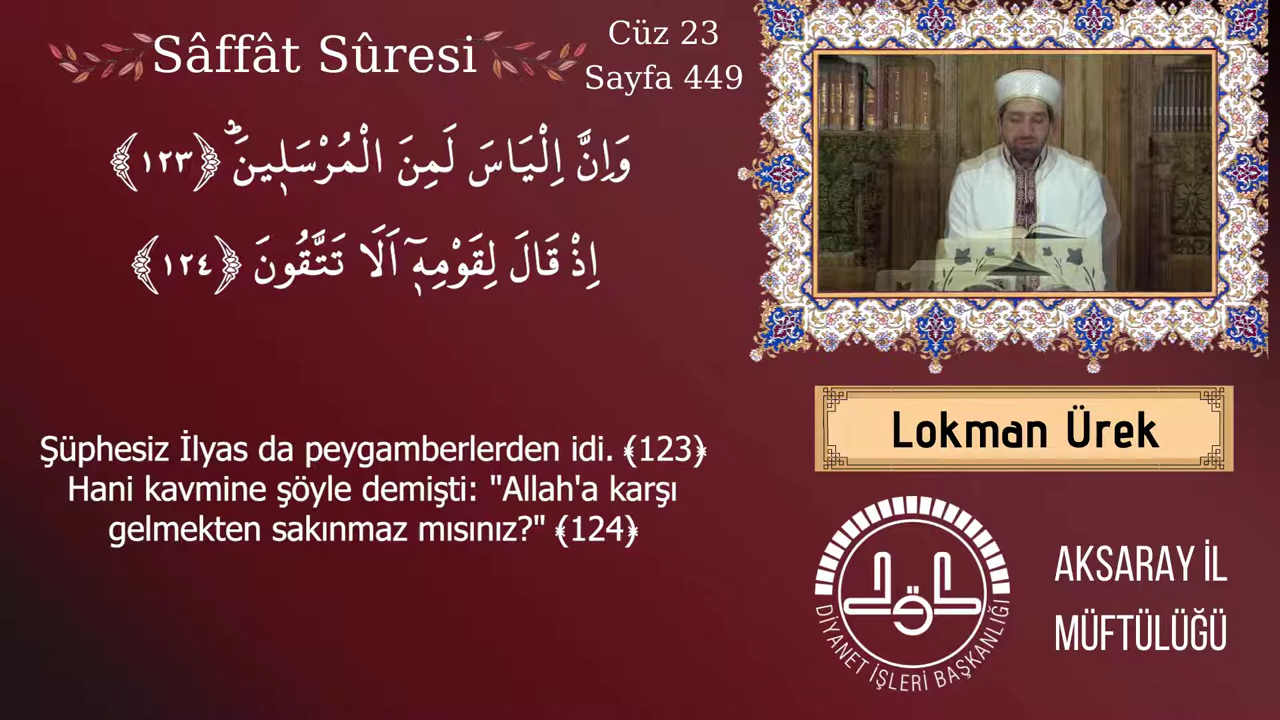 Sâffât Sûresi
Cüz 23
Sayfa 449
وَاِنَّ اِلْيَاسَ لَمِنَ الْمُرْسَل۪ينَۜ ﴿١٢٣﴾
اِذْ قَالَ لِقَوْمِه۪ٓ اَلَا تَتَّقُونَ ﴿١٢٤﴾
Şüphesiz İlyas da peygamberlerden idi. ﴾123﴿
Hani kavmine şöyle demişti: "Allah'a karşı
gelmekten sakınmaz mısınız?" ﴾124﴿
Lokman Ürek
DİYANET İŞLERİ BAŞKANLIĞI
AKSARAY İL
MÜFTÜLÜĞÜ